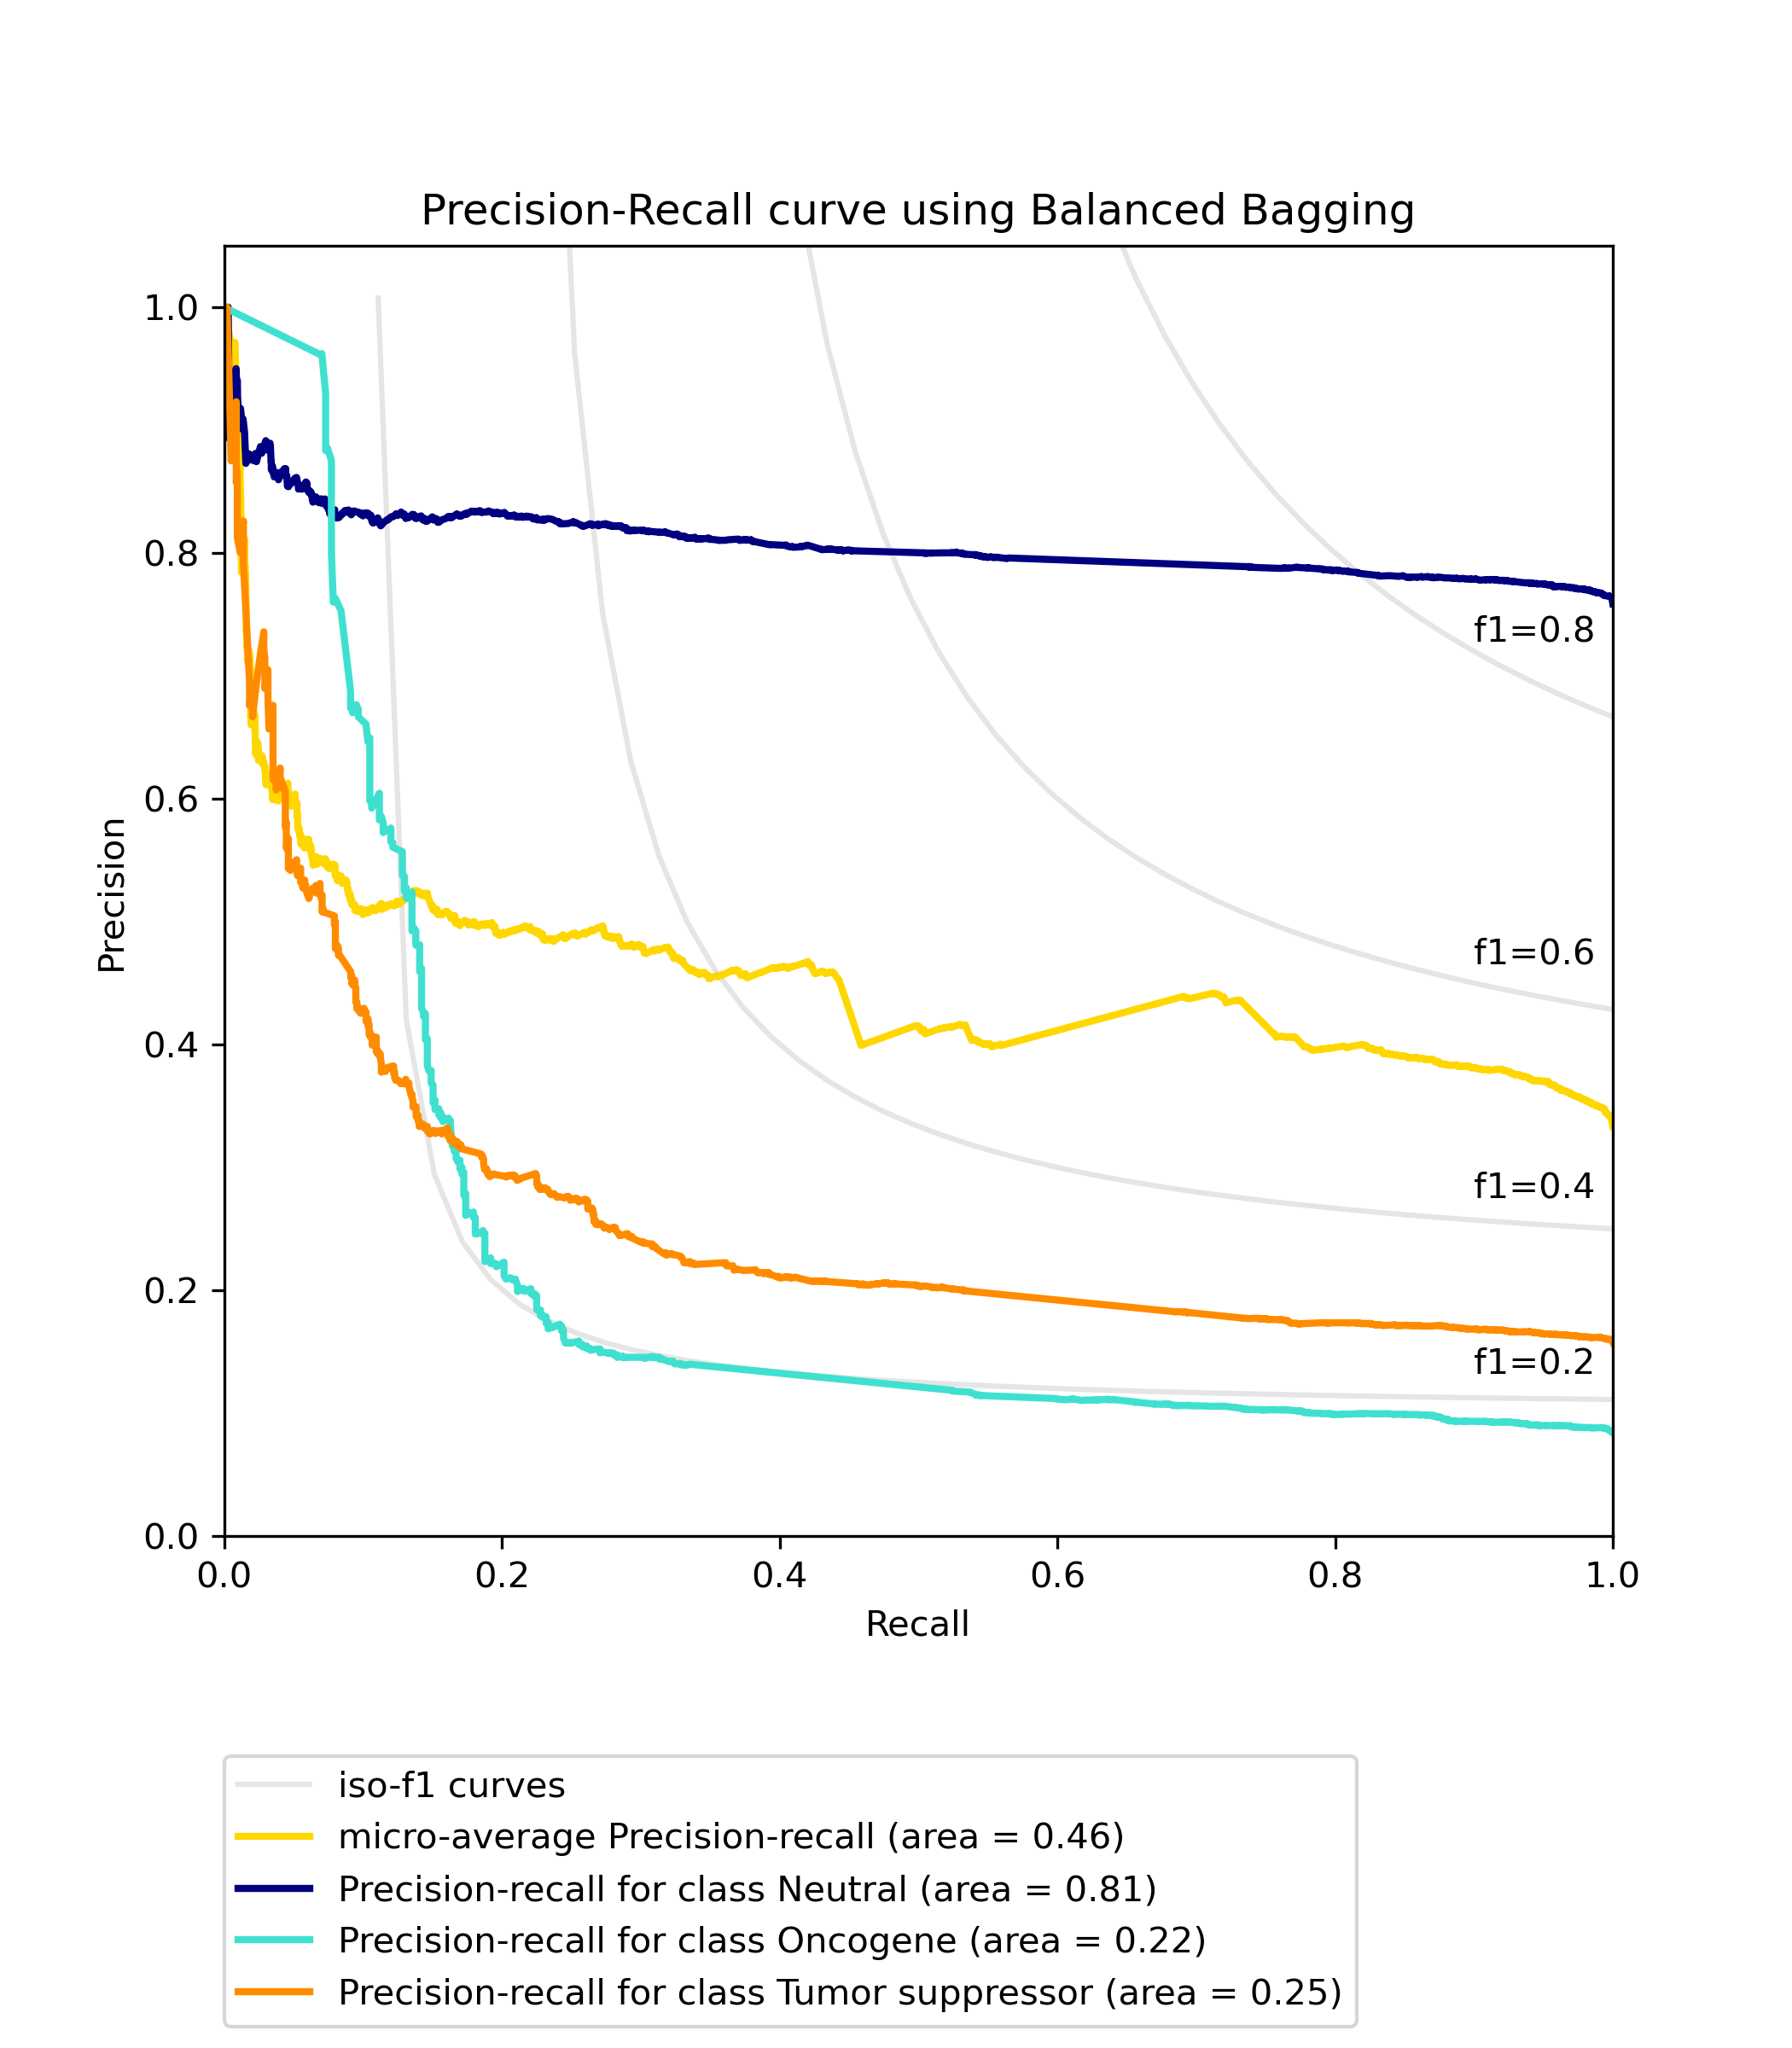 Precision-Recall curve using Balanced Bagging
1.0
0.8
0.6
0.4
0.2
0.0
Precision
f1=0.8
f1=0.6
f1=0.4
f1=0.2
0.0 0.2 0.4 0.6 0.8 1.0
Recall
iso-f1 curves
micro-average Precision-recall (area = 0.46)
Precision-recall for class Neutral (area = 0.81)
Precision-recall for class Oncogene (area = 0.22)
Precision-recall for class Tumor suppressor (area = 0.25)